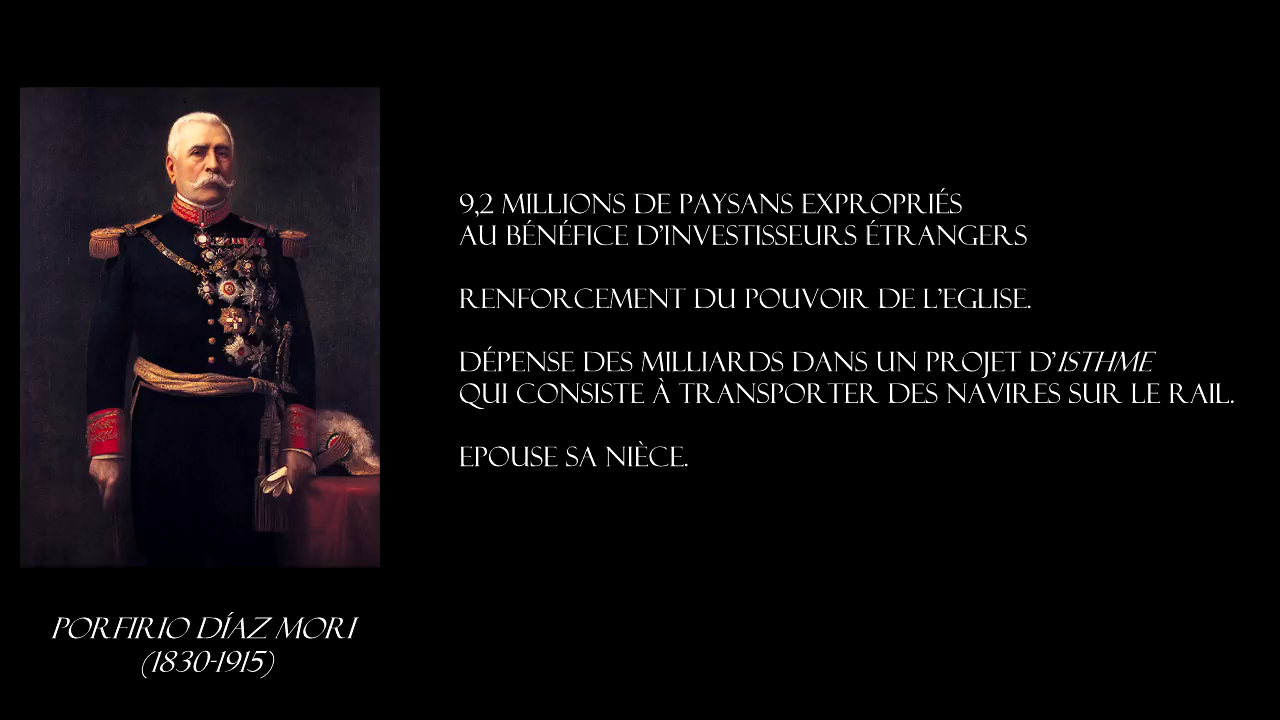 9,2 MILLIONS DE PAYSANS EXPROPRIÉS
AU BÉNÉFICE D'INVESTISSEURS ÉTRANGERS
RENFORCEMENT DU POUVOIR DE L'EGLISE.
DÉPENSE DES MILLIARDS DANS UN PROJET D'ISTHME
QUI CONSISTE À TRANSPORTER DES NAVIRES SUR LE RAIL.
EPOUSE SA NIÈCE.
PORFIRIO DÍAZ MORI
(1830-1915)